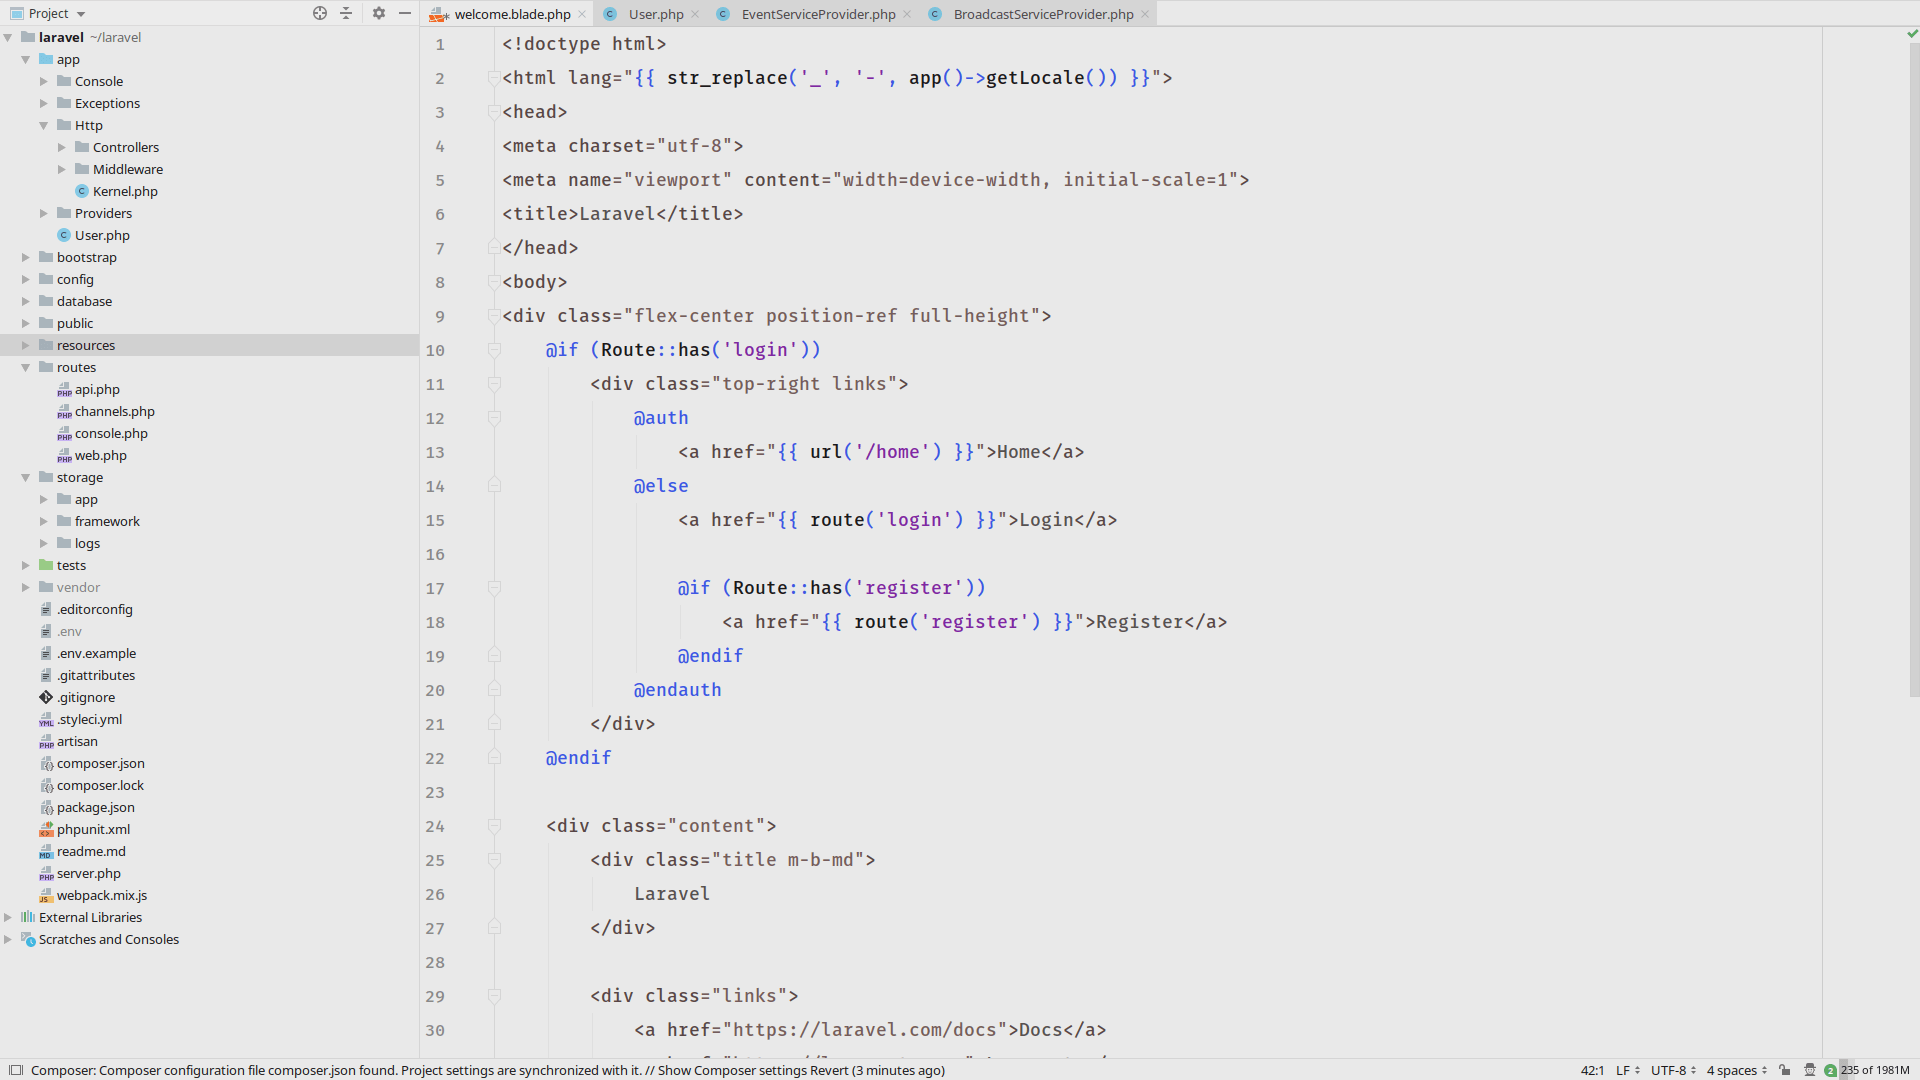 Project
laravel ~/laravel
app
Console
Exceptions
Http
Controllers
Middleware
Kernel.php
Providers
User.php
bootstrap
config
database
public
resources
routes
api.php
channels.php
console.php
web.php
storage
app
framework
logs
tests
vendor
.editorconfig
.env
.env.example
.gitattributes
.gitignore
.styleci.yml
artisan
composer.json
composer.lock
package.json
phpunit.xml
readme.md
server.php
webpack.mix.js
External Libraries
Scratches and Consoles
welcome.blade.php User.php EventServiceProvider.php BroadcastServiceProvider.php
1 <!doctype html>
2 <html lang="{{ str_replace('_', '-', app()->getLocale()) }}">
3 <head>
4 <meta charset="utf-8">
5 <meta name="viewport" content="width=device-width, initial-scale=1">
6 <title>Laravel</title>
7 </head>
8 <body>
9 <div class="flex-center position-ref full-height">
10 @if (Route::has('login'))
11 <div class="top-right links">
12 @auth
13 <a href="{{ url('/home') }}">Home</a>
14 @else
15 <a href="{{ route('login') }}">Login</a>
16
17 @if (Route::has('register'))
18 <a href="{{ route('register') }}">Register</a>
19 @endif
20 @endauth
21 </div>
22 @endif
23
24 <div class="content">
25 <div class="title m-b-md">
26 Laravel
27 </div>
28
29 <div class="links">
30 <a href="https://laravel.com/docs">Docs</a>
Composer: Composer configuration file composer.json found. Project settings are synchronized with it. // Show Composer settings Revert (3 minutes ago)
42:1 LF UTF-8 4 spaces 2 235 of 1981M